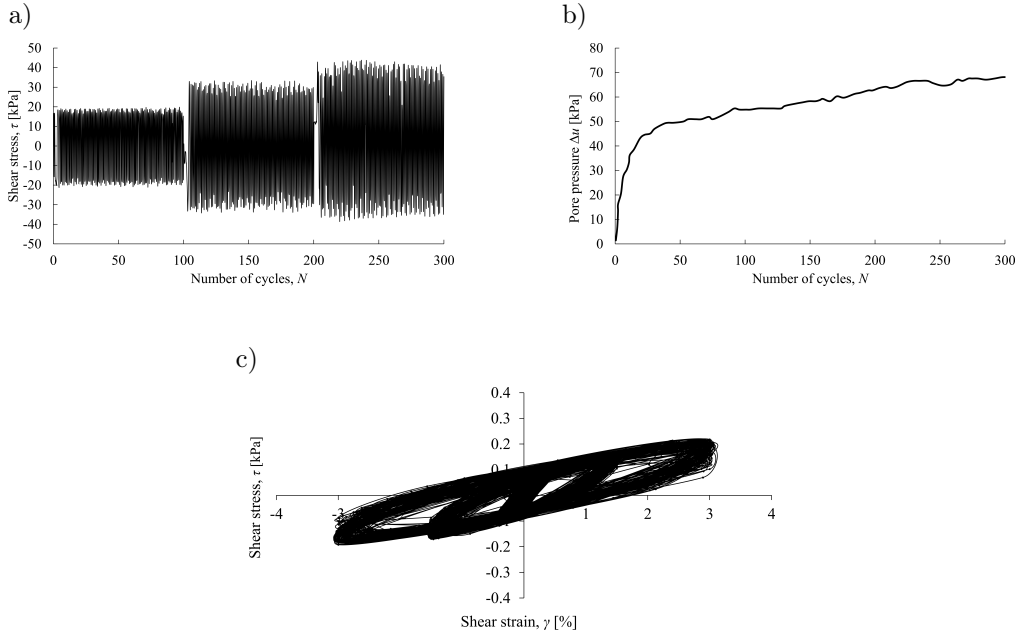 a)
50
40
30
20
10
0
-10
-20
-30
-40
-50
Shear stress, τ [kPa]
0 50 100 150 200 250 300
Number of cycles, N
b)
80
70
60
50
40
30
20
10
0
Pore pressure Δu [kPa]
0 50 100 150 200 250 300
Number of cycles, N
c)
0.4
0.3
0.2
0.1
-0.2
-0.3
-0.4
Shear stress, τ [kPa]
-4 -3 1 2 3 4
Shear strain, γ [%]